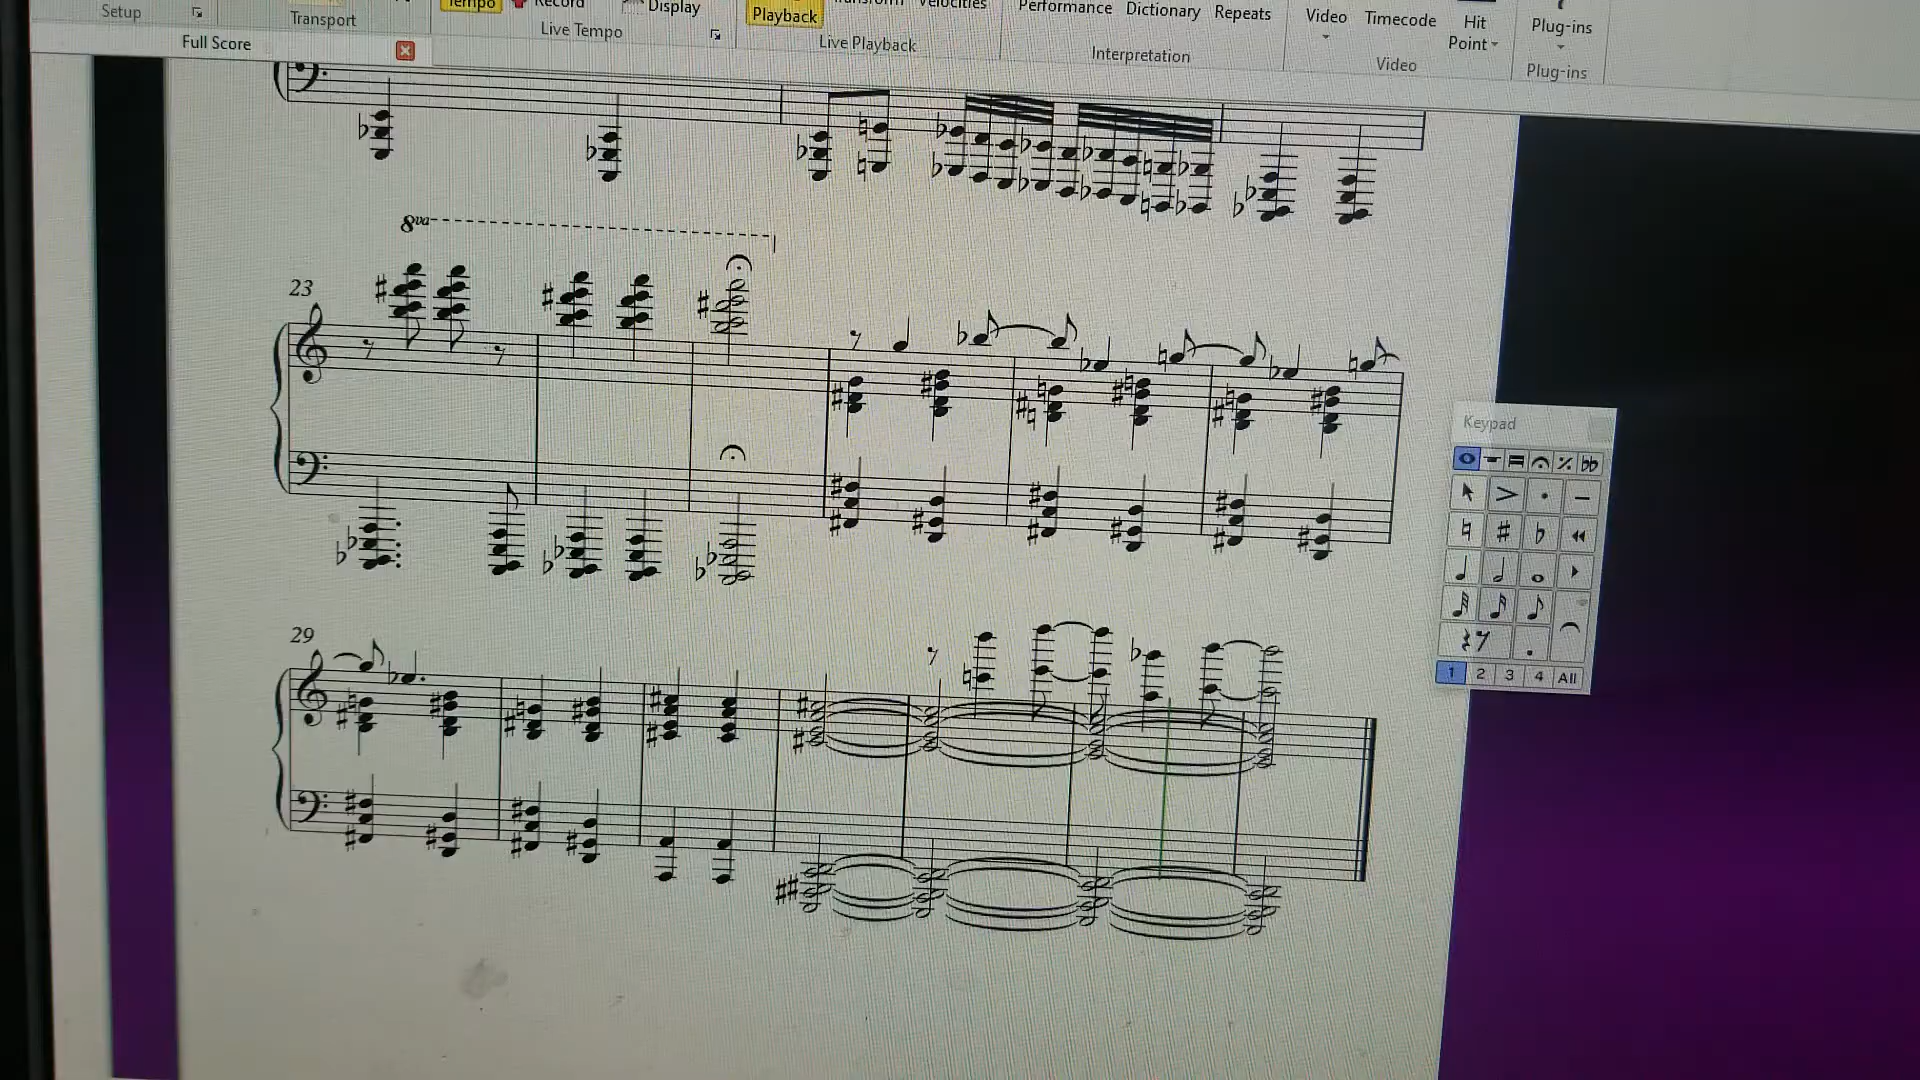 Setup
Transport
Tempo
Record
Display
Live Tempo
Playback
Transform
Velocities
Live Playback
Performance
Dictionary
Repeats
Interpretation
Video
Timecode
Hit
Point
Video
Plug-ins
Plug-ins
Full Score
8va
23
Keypad
1 2 3 4 All
29